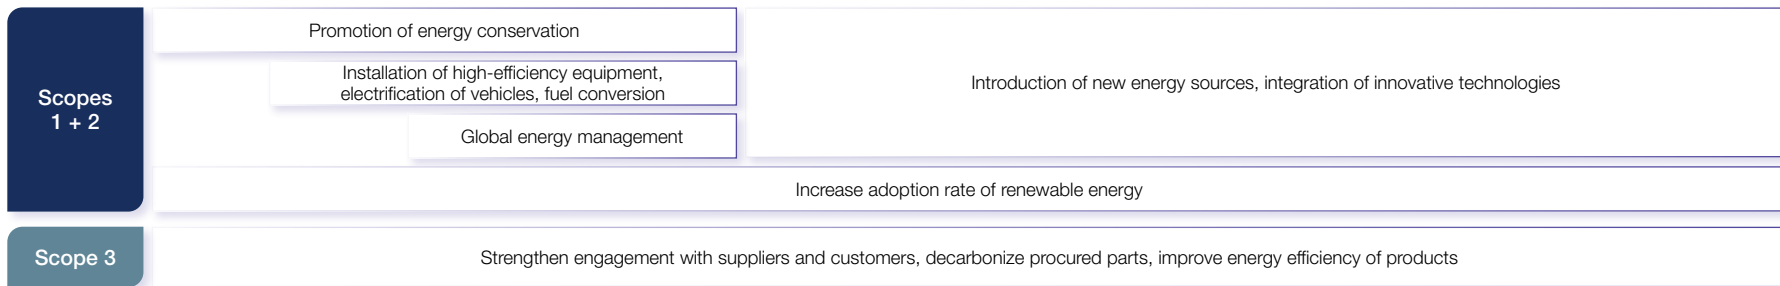 Scopes
1 + 2
Promotion of energy conservation
Installation of high-efficiency equipment,
electrification of vehicles, fuel conversion
Global energy management
Introduction of new energy sources, integration of innovative technologies
Increase adoption rate of renewable energy
Scope 3
Strengthen engagement with suppliers and customers, decarbonize procured parts, improve energy efficiency of products